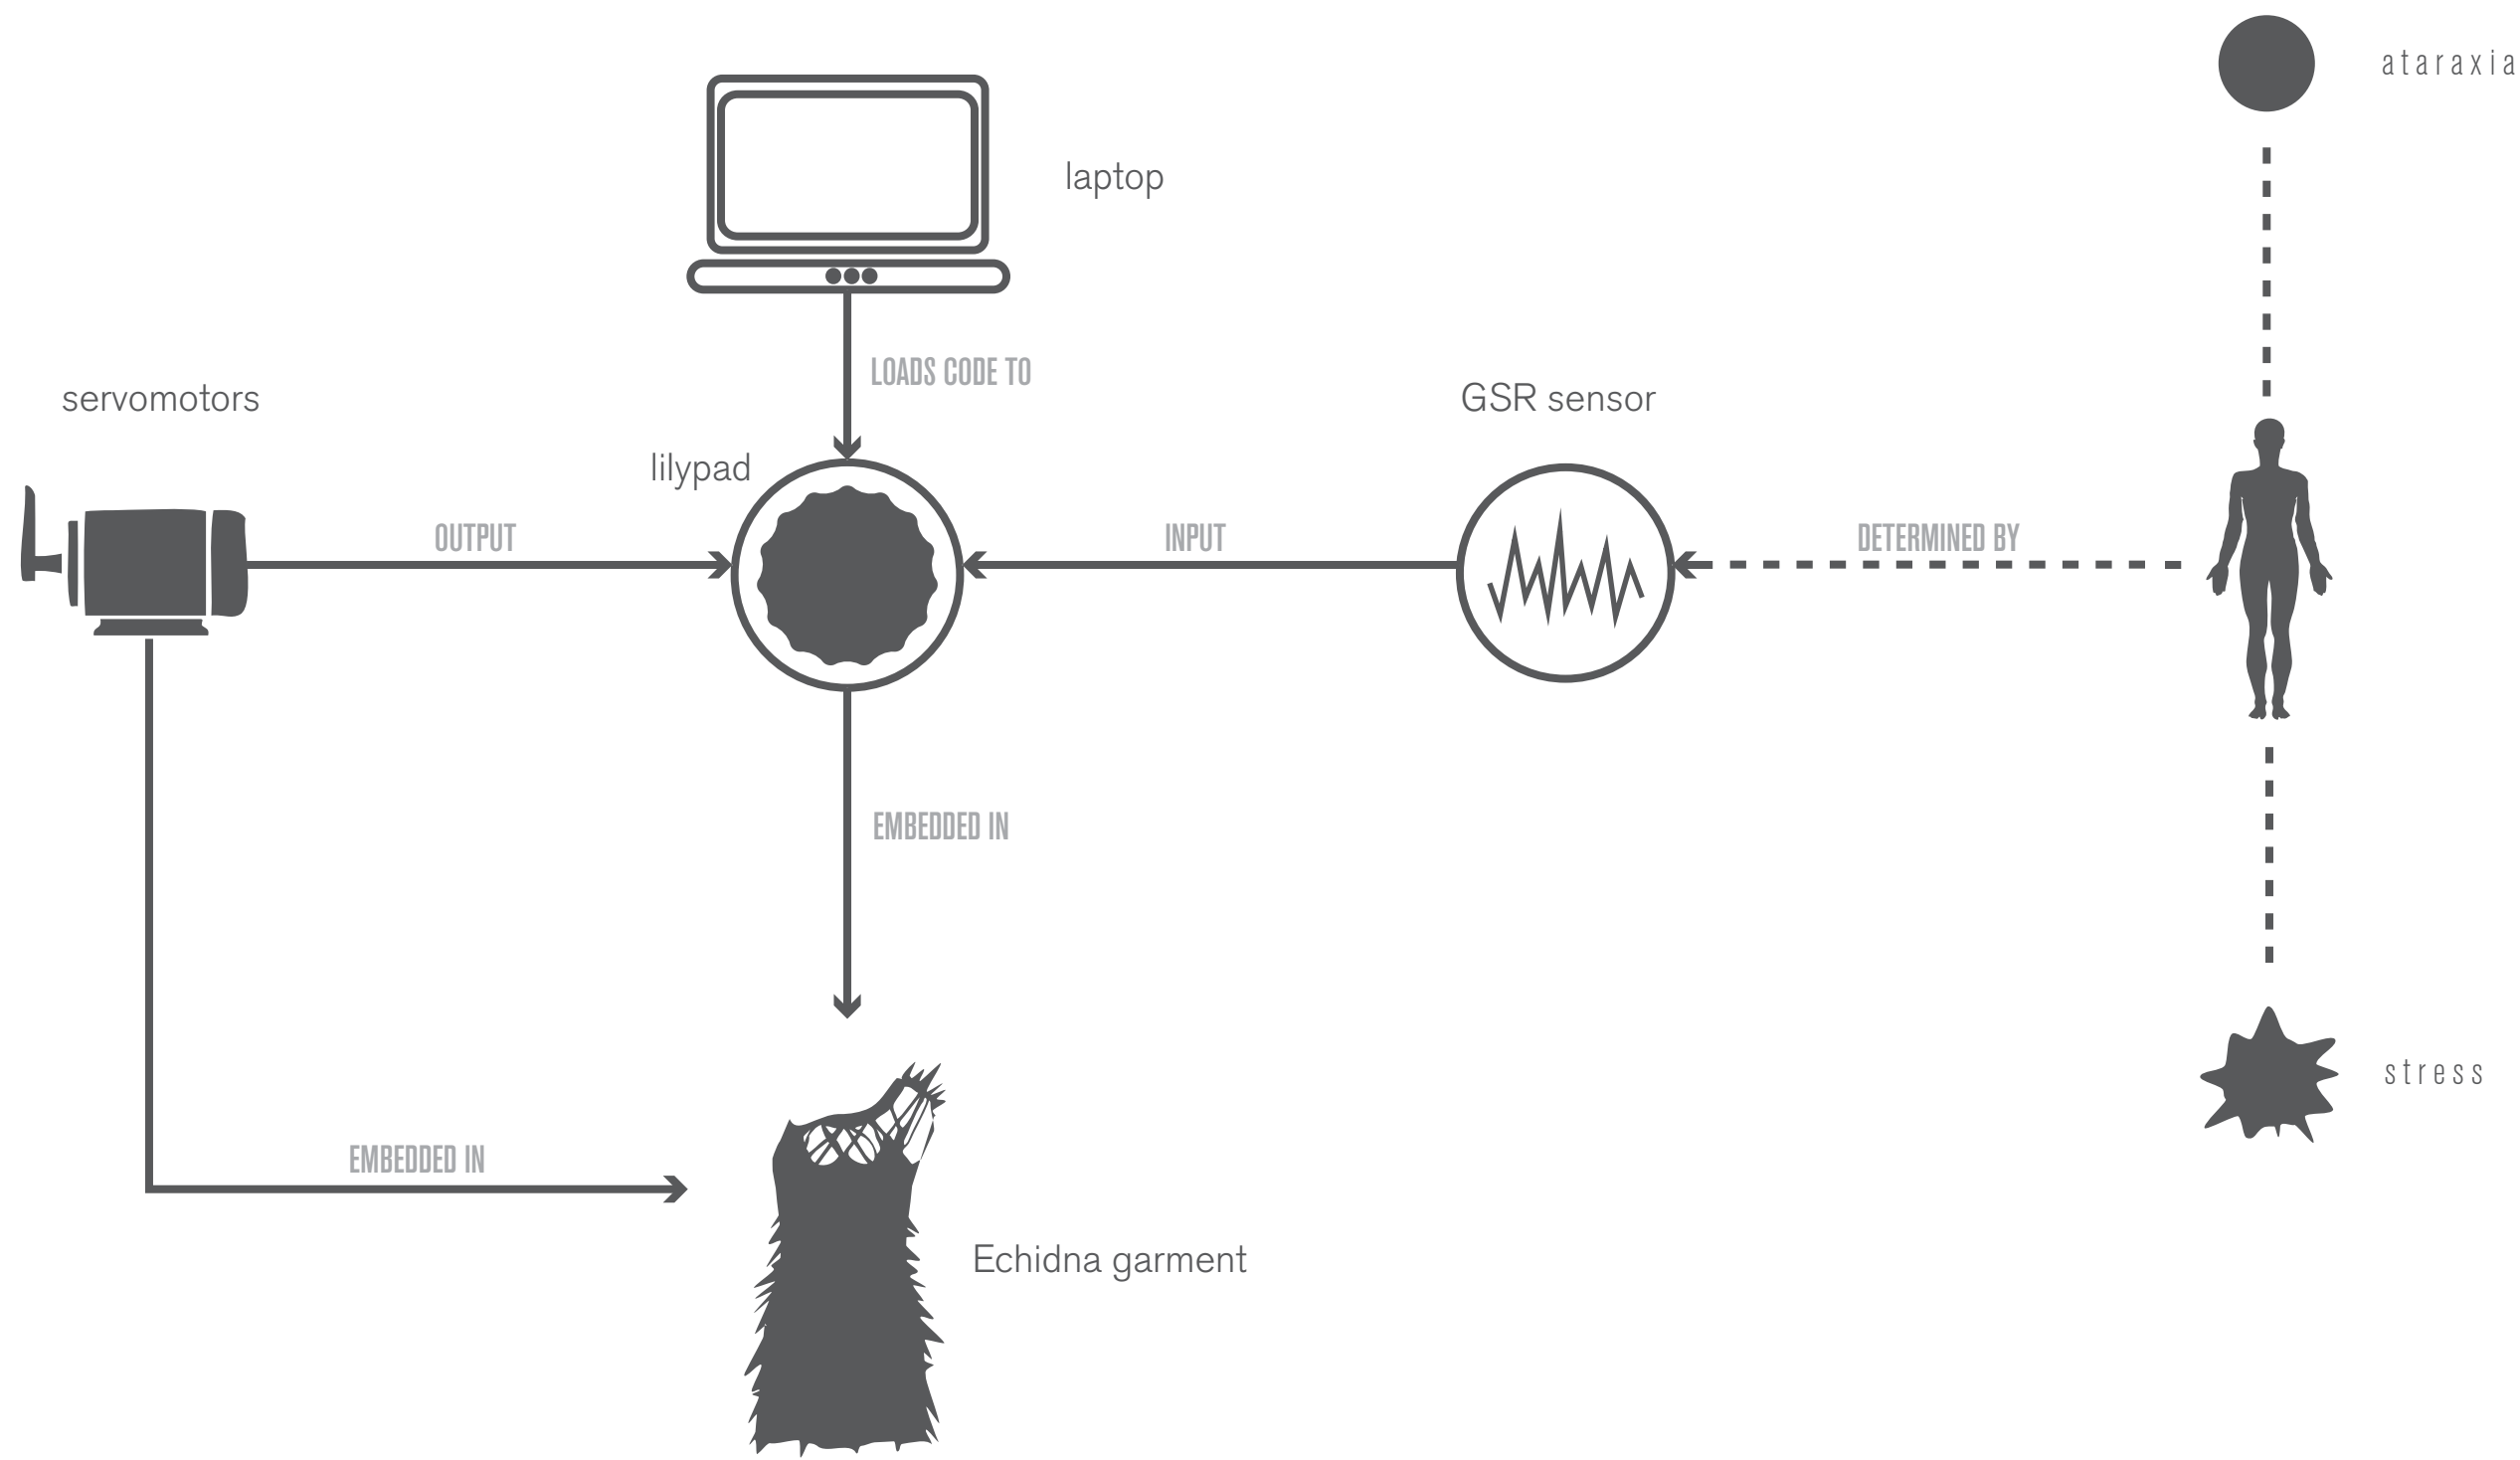 ataraxia
laptop
LOADS CODE TO
servomotors
GSR sensor
lilypad
OUTPUT
INPUT
DETERMINED BY
EMBEDDED IN
stress
EMBEDDED IN
Echidna garment